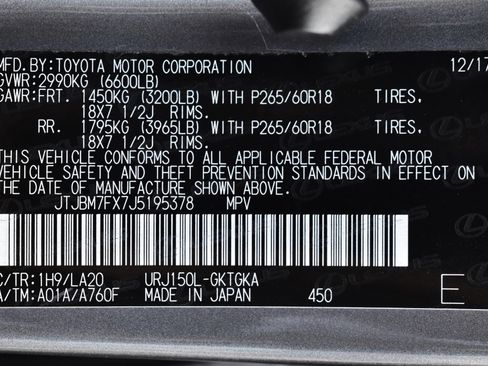 MFD.BY:TOYOTA MOTOR CORPORATION 12/17
GVWR:2990KG (6600LB)
GAWR:FRT. 1450KG (3200LB) WITH P265/60R18 TIRES,
18X7 1/2J RIMS.
RR. 1795KG (3965LB) WITH P265/60R18 TIRES,
18X7 1/2J RIMS.
THIS VEHICLE CONFORMS TO ALL APPLICABLE FEDERAL MOTOR
VEHICLE SAFETY AND THEFT PREVENTION STANDARDS IN EFFECT ON
THE DATE OF MANUFACTURE SHOWN ABOVE.
JTJBM7FX7J5195378 MPV
C/TR:1H9/LA20 URJ150L-GKTGKA
A/TM:A01A/A760F MADE IN JAPAN 450 E
LEXUS